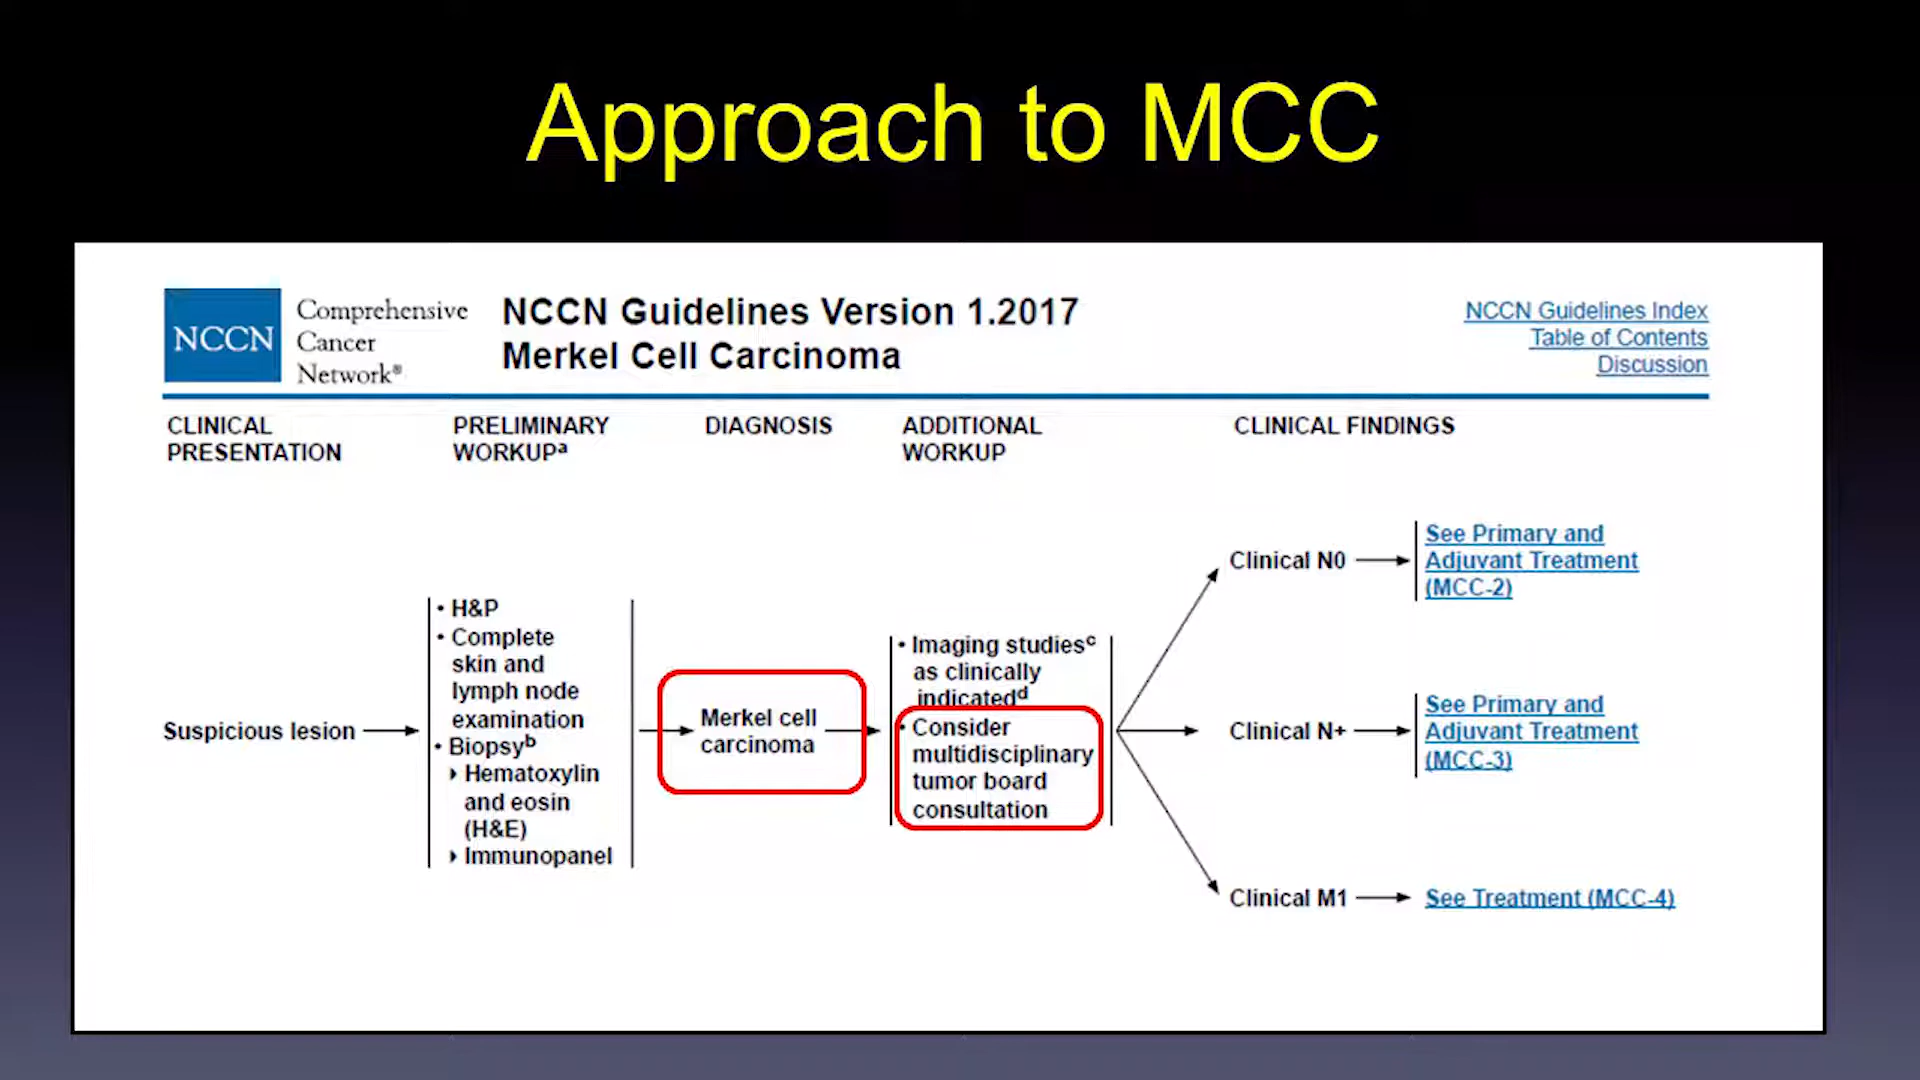 Approach to MCC
NCCN
Comprehensive
Cancer
Network®
NCCN Guidelines Version 1.2017
Merkel Cell Carcinoma
NCCN Guidelines Index
Table of Contents
Discussion
CLINICAL
PRESENTATION
PRELIMINARY
WORKUPa
DIAGNOSIS
ADDITIONAL
WORKUP
CLINICAL FINDINGS
Suspicious lesion
• H&P
• Complete
skin and
lymph node
examination
• Biopsyb
Hematoxylin
and eosin
(H&E)
Immunopanel
Merkel cell
carcinoma
• Imaging studiesc
as clinically
indicatedd
• Consider
multidisciplinary
tumor board
consultation
Clinical N0
See Primary and
Adjuvant Treatment
(MCC-2)
Clinical N+
See Primary and
Adjuvant Treatment
(MCC-3)
Clinical M1
See Treatment (MCC-4)